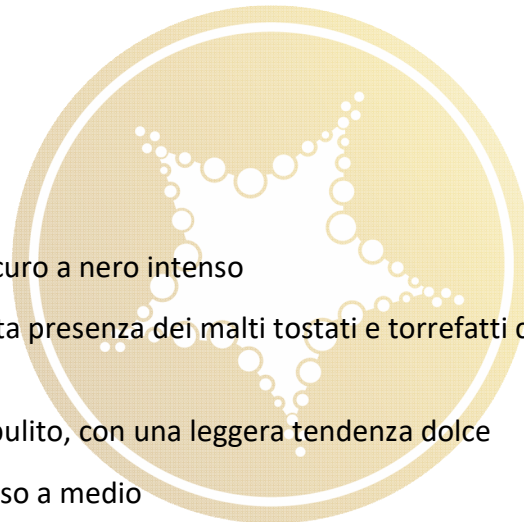 curo a nero intenso
ta presenza dei malti tostati e torrefatti
pulito, con una leggera tendenza dolce
so a medio